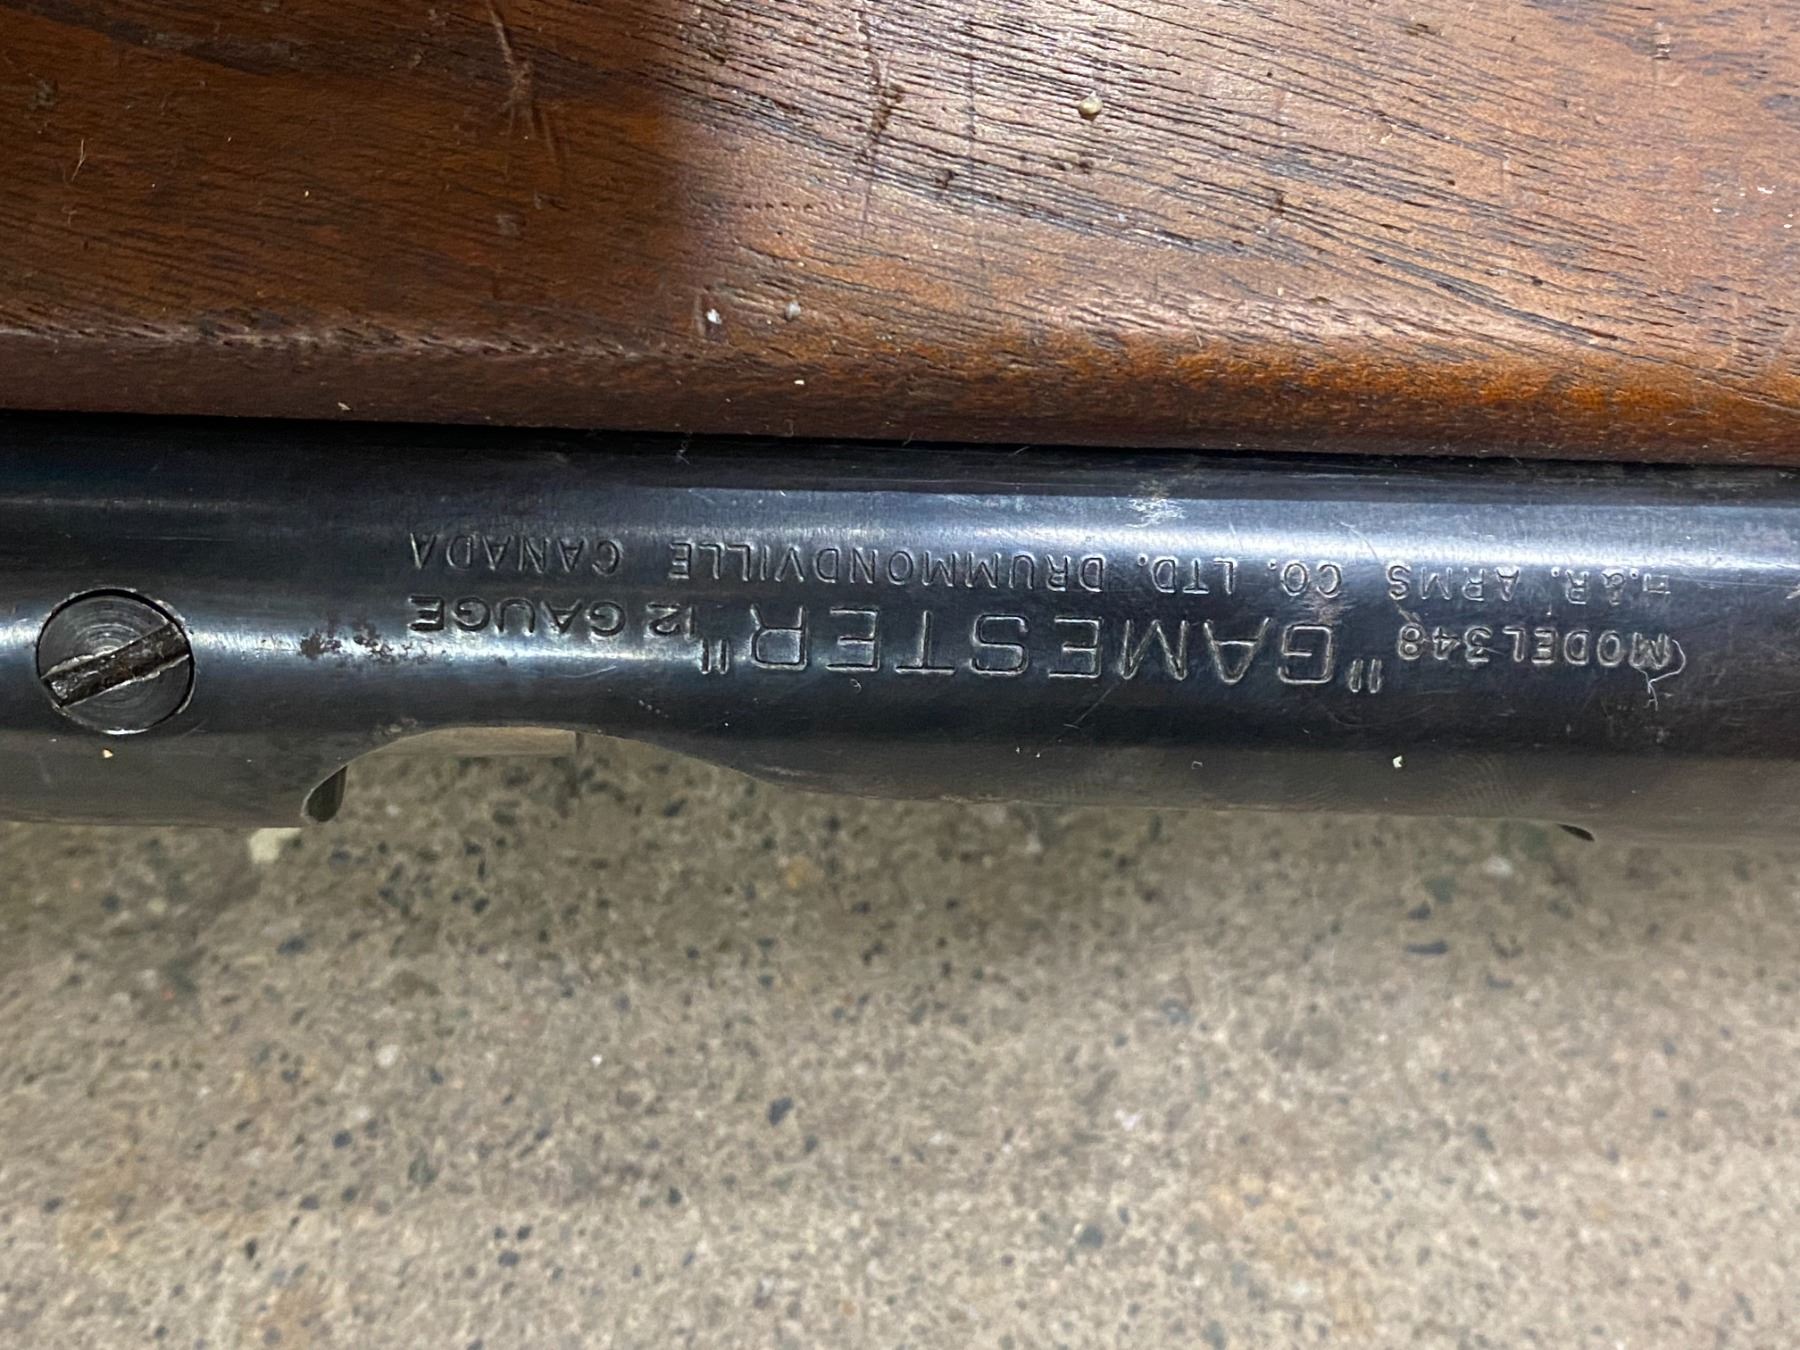 MODEL 348 "GAMESTER" 12 GAUGE
H.&R. ARMS CO. LTD. DRUMMONDVILLE CANADA